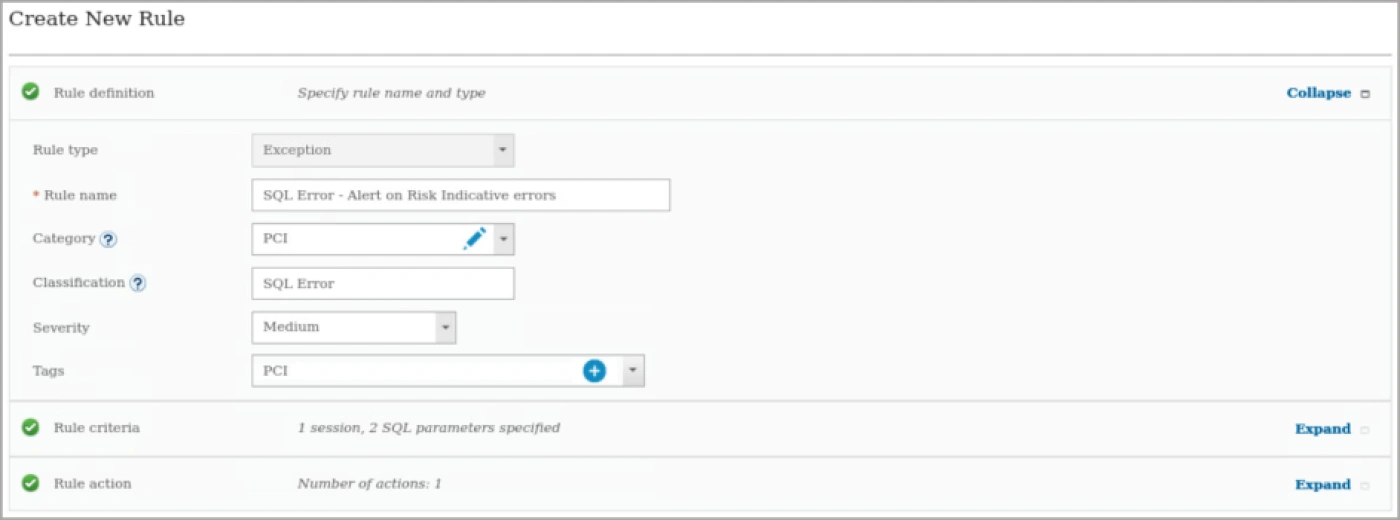 Create New Rule
Rule definition Specify rule name and type Collapse
Rule type Exception
* Rule name SQL Error - Alert on Risk Indicative errors
Category ? PCI
Classification ? SQL Error
Severity Medium
Tags PCI
Rule criteria 1 session, 2 SQL parameters specified Expand
Rule action Number of actions: 1 Expand